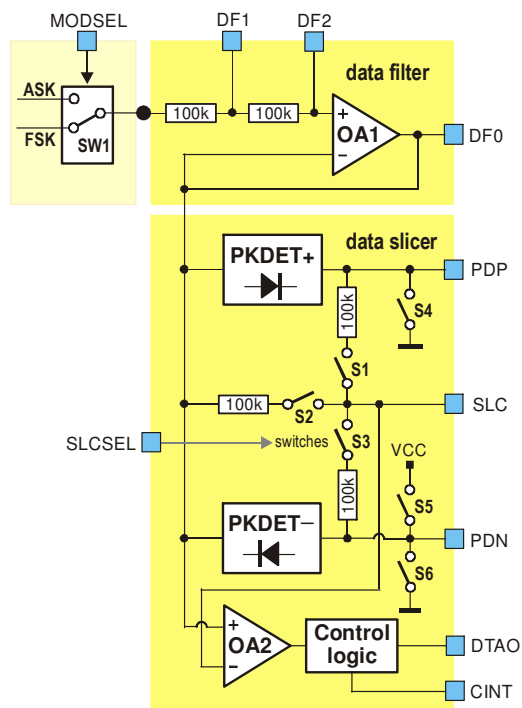 MODSEL
DF1
DF2
data filter
ASK
FSK
SW1
100k
100k
+
OA1
−
DF0
data slicer
PKDET+
PDP
100k
S4
S1
100k
S2
SLC
SLCSEL
switches
S3
VCC
100k
S5
PKDET−
PDN
S6
+
OA2
−
Control
logic
DTAO
CINT